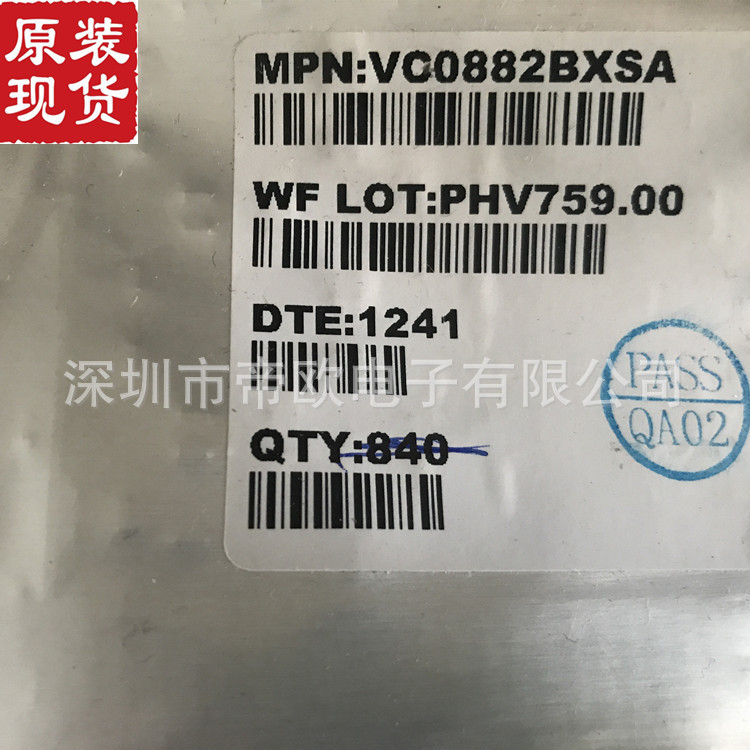 原装
现货
MPN:VC0882BXSA
WF LOT:PHV759.00
DTE:1241
深圳市帝欧电子有限公司
PASS
QA02
QTY:840